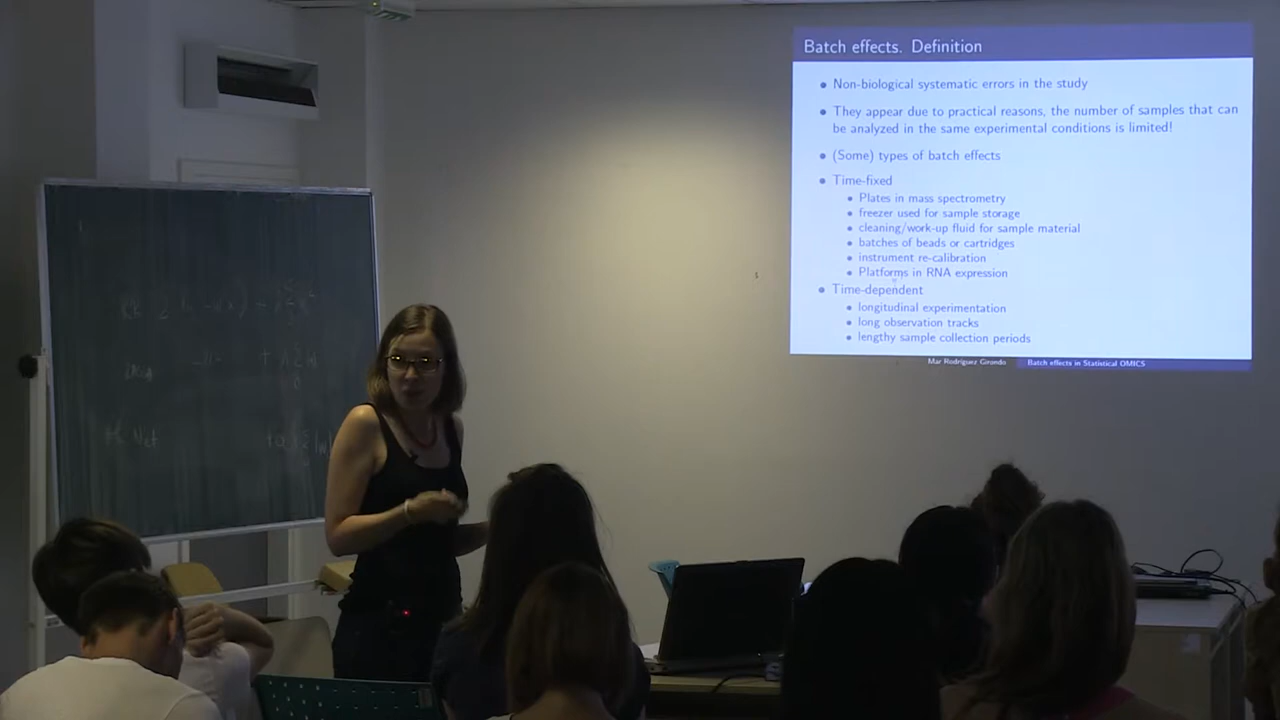 Batch effects. Definition
Non-biological systematic errors in the study
They appear due to practical reasons, the number of samples that can
be analyzed in the same experimental conditions is limited!
(Some) types of batch effects
Time-fixed
Plates in mass spectrometry
freezer used for sample storage
cleaning/work-up fluid for sample material
batches of beads or cartridges
instrument re-calibration
Platforms in RNA expression
Time-dependent
longitudinal experimentation
long observation tracks
lengthy sample collection periods
Mar Rodríguez Girondo
Batch effects in Statistical OMICS
Net